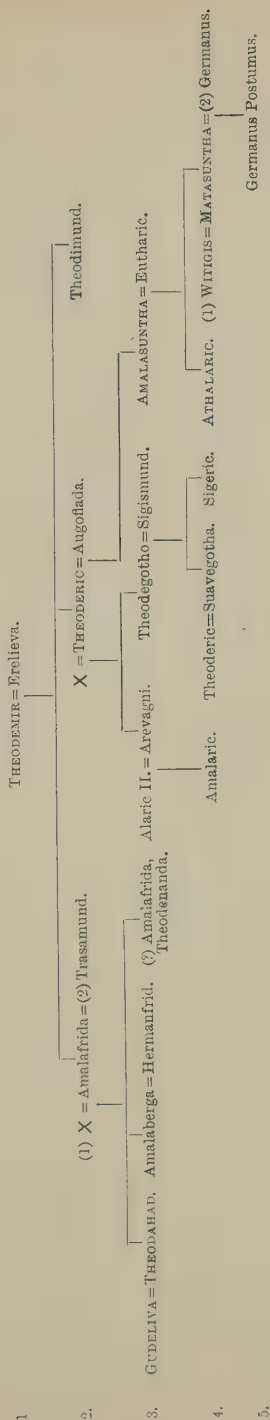 1 THEODEMIR = Erelieva.
2. (1) X = Amalafrida = (2) Trasamund. X = THEODERIC = Augoflada. Theodimund.
3. GUDELIVA = THEODAHAD. Amalaberga = Hermanfrid. (?) Amalafrida, Alaric II. = Arevagni. Theodegotho = Sigismund. AMALASUNTHA = Eutharic.
Theodenanda.
4. Amalaric. Theoderic = Suavegotha. Sigeric. ATHALARIC. (1) WITIGIS = MATASUNTHA = (2) Germanus.
5. Germanus Postumus.